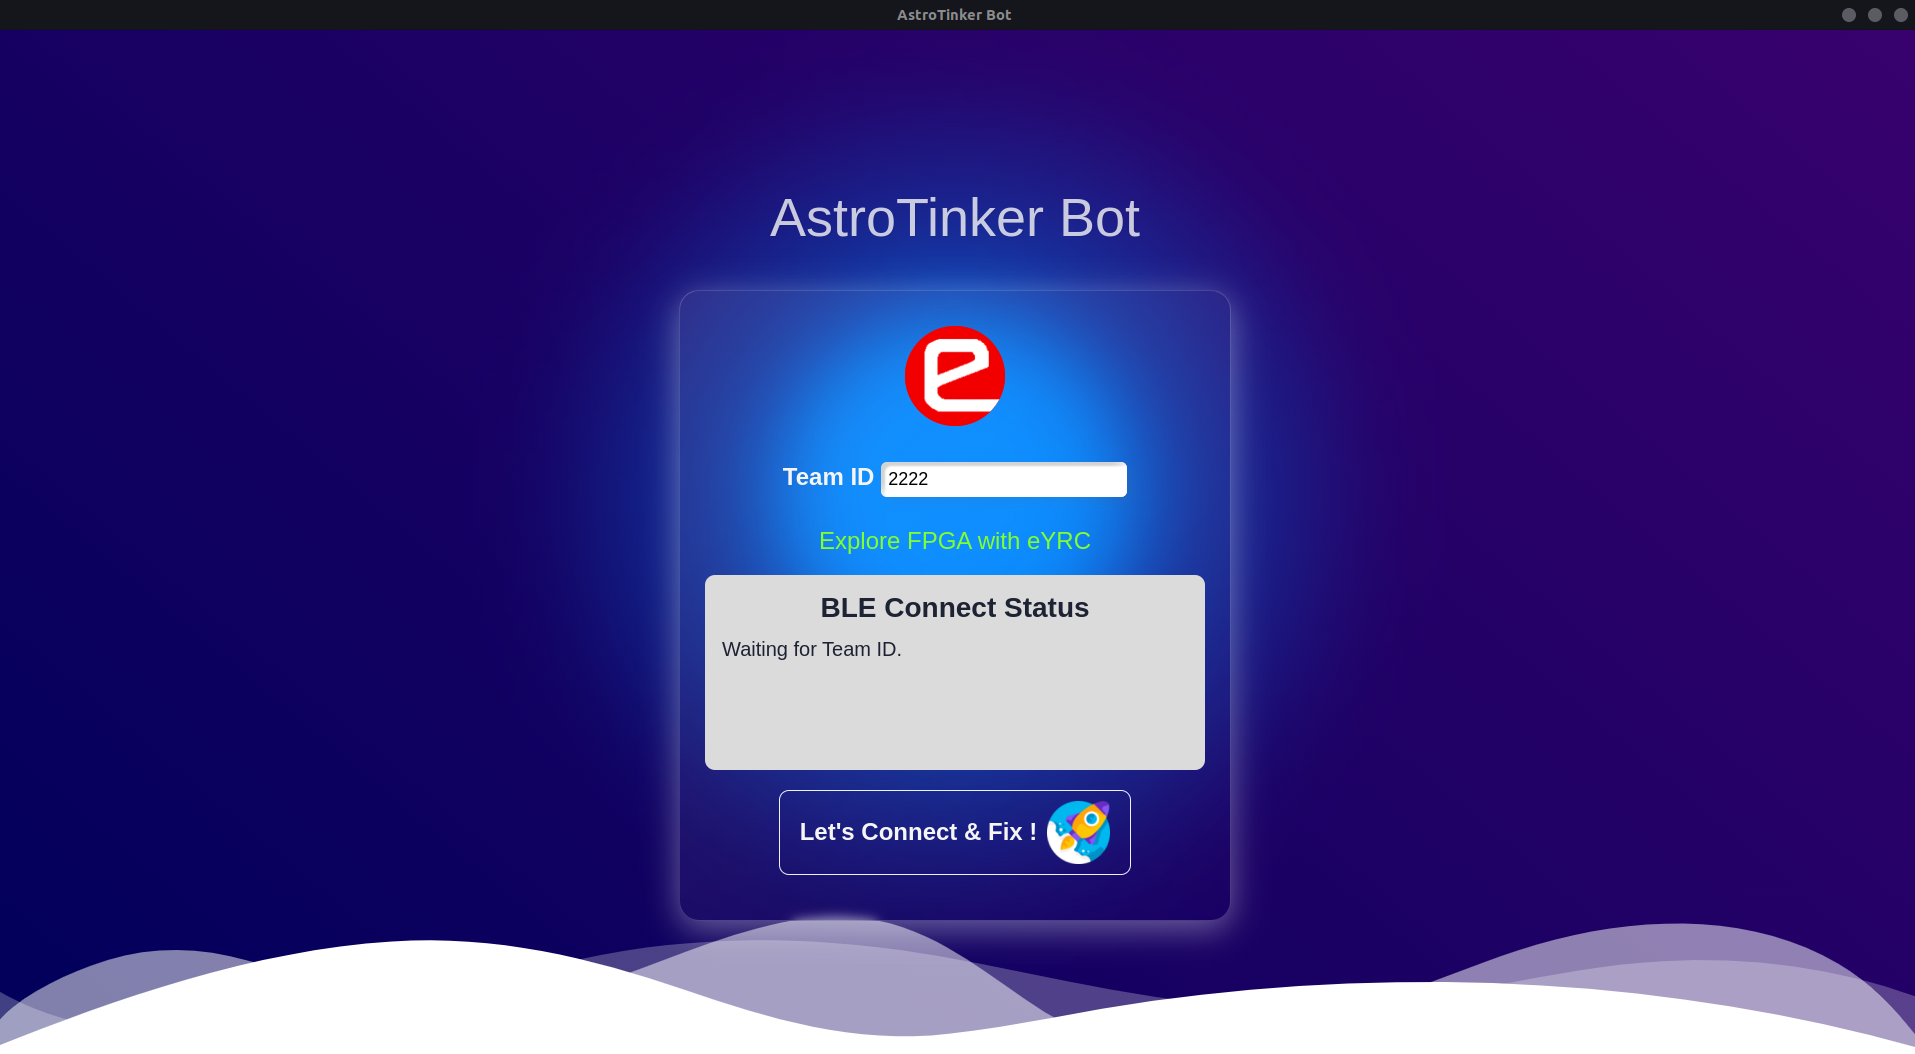 AstroTinker Bot
AstroTinker Bot
e
Team ID 2222
Explore FPGA with eYRC
BLE Connect Status
Waiting for Team ID.
Let's Connect & Fix !